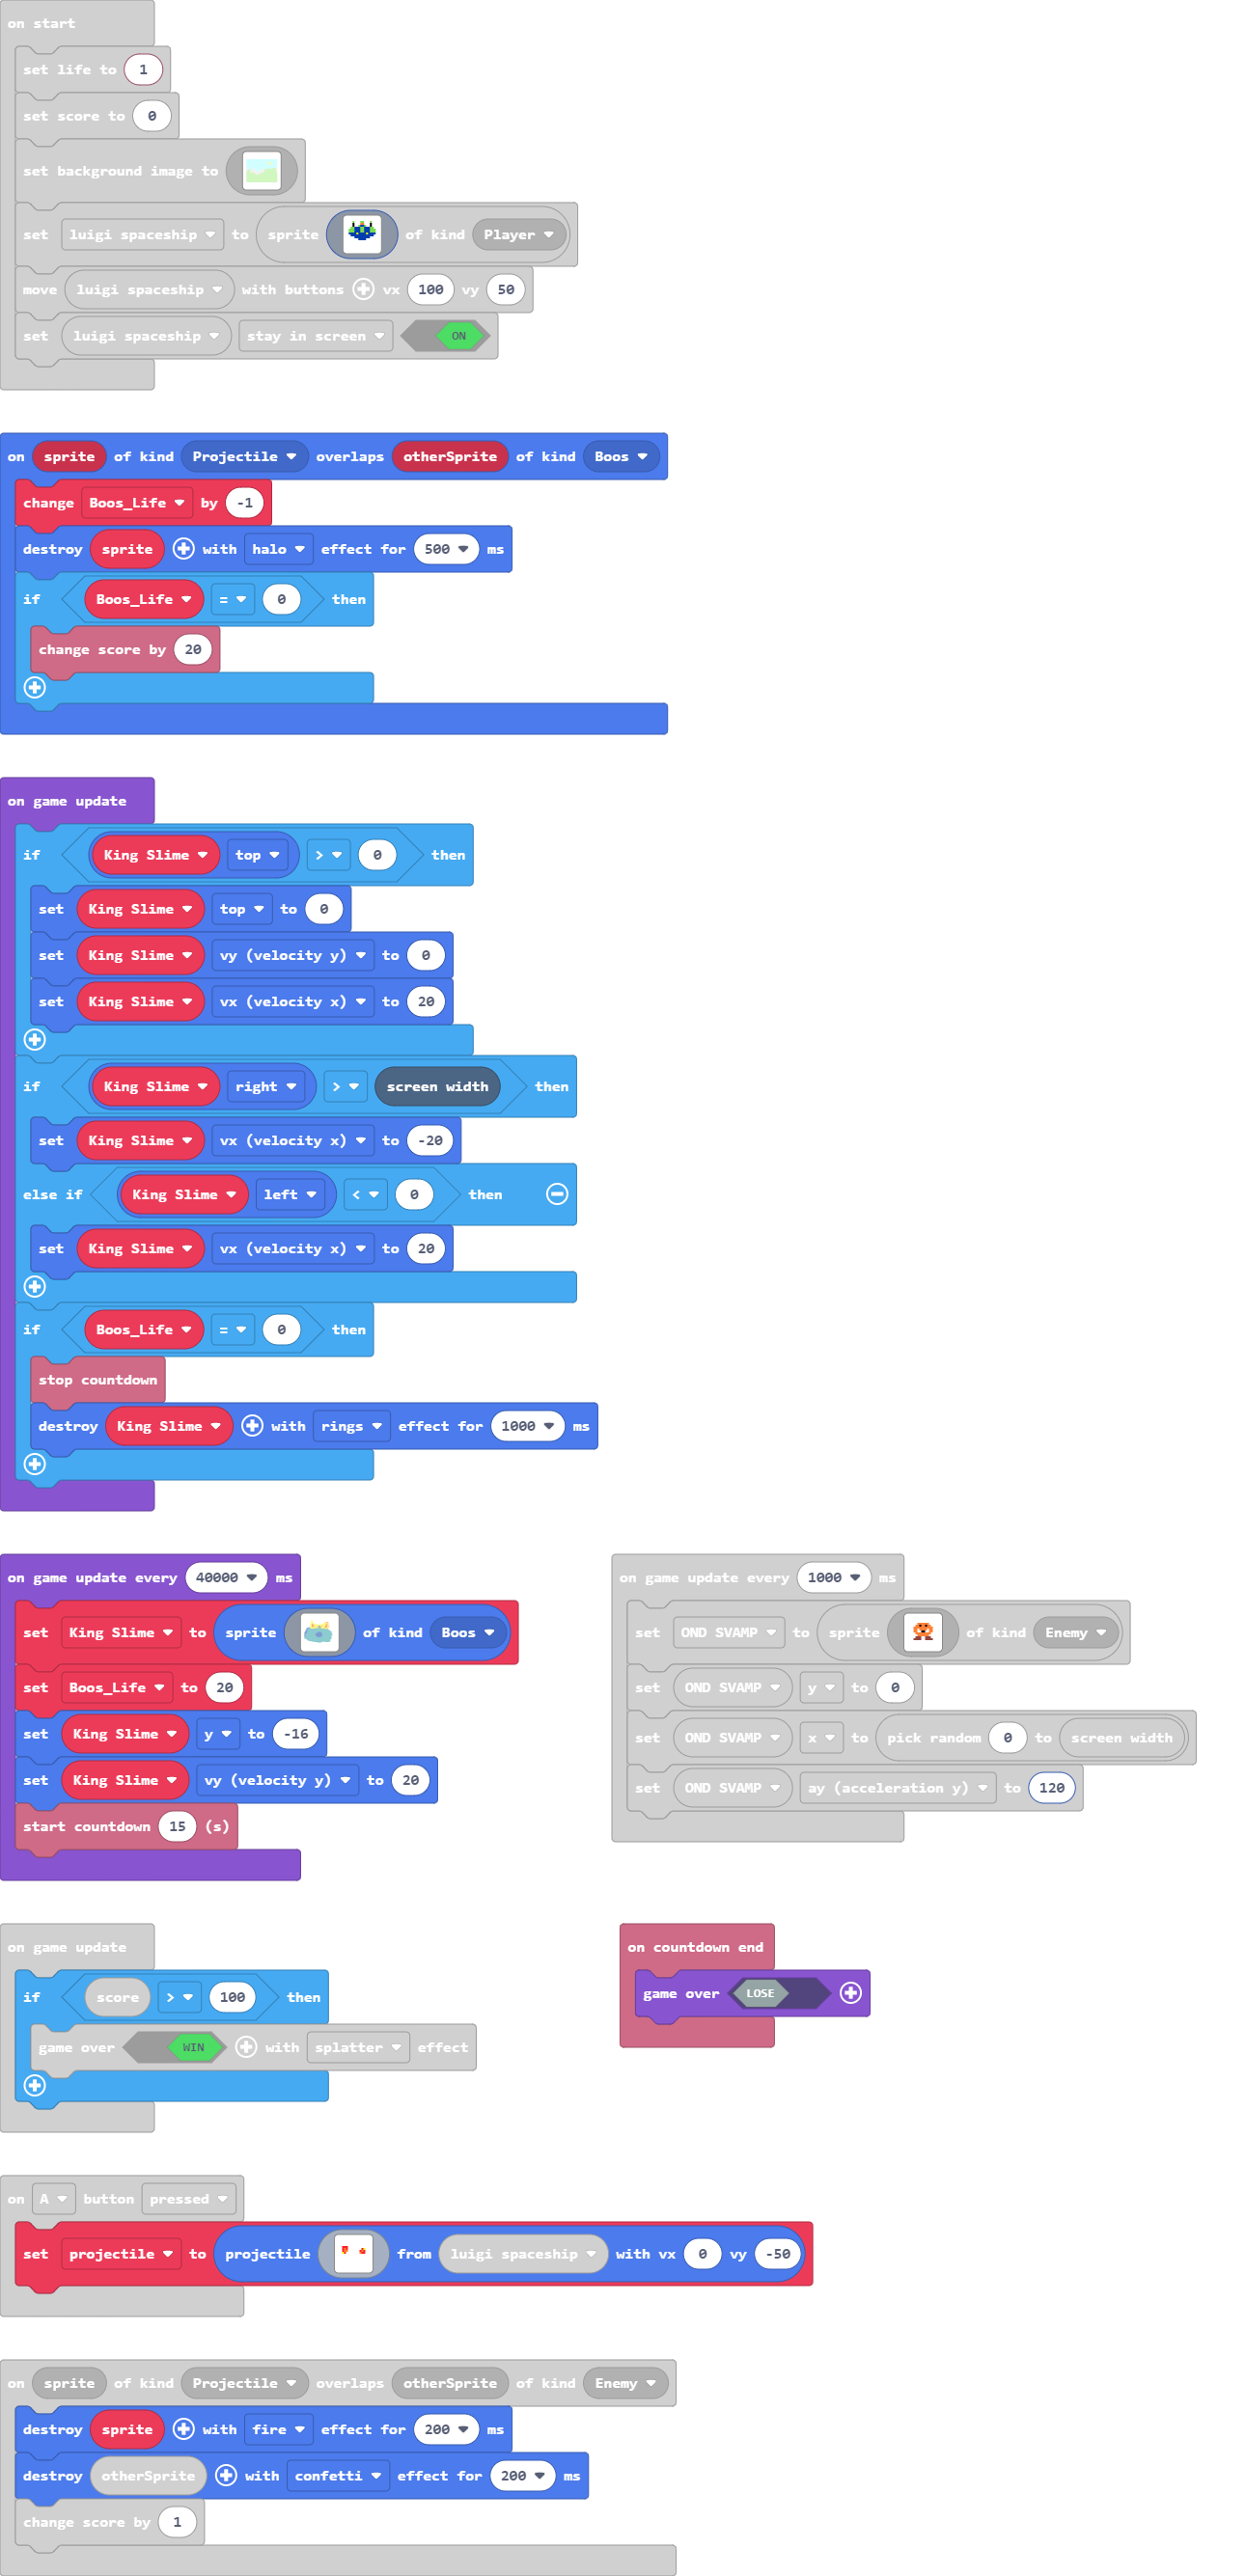 on start
set life to 1
set score to 0
set background image to
set luigi spaceship to sprite of kind Player
move luigi spaceship with buttons vx 100 vy 50
set luigi spaceship stay in screen ON
on sprite of kind Projectile overlaps otherSprite of kind Boos
change Boos_Life by -1
destroy sprite with halo effect for 500 ms
if Boos_Life = 0 then
change score by 20
on game update
if King Slime top > 0 then
set King Slime top to 0
set King Slime vy (velocity y) to 0
set King Slime vx (velocity x) to 20
if King Slime right > screen width then
set King Slime vx (velocity x) to -20
else if King Slime left < 0 then
set King Slime vx (velocity x) to 20
if Boos_Life = 0 then
stop countdown
destroy King Slime with rings effect for 1000 ms
on game update every 40000 ms
set King Slime to sprite of kind Boos
set Boos_Life to 20
set King Slime y to -16
set King Slime vy (velocity y) to 20
start countdown 15 (s)
on game update every 1000 ms
set OND SVAMP to sprite of kind Enemy
set OND SVAMP y to 0
set OND SVAMP x to pick random 0 to screen width
set OND SVAMP ay (acceleration y) to 120
on game update
if score > 100 then
game over WIN with splatter effect
on countdown end
game over LOSE
on A button pressed
set projectile to projectile from luigi spaceship with vx 0 vy -50
on sprite of kind Projectile overlaps otherSprite of kind Enemy
destroy sprite with fire effect for 200 ms
destroy otherSprite with confetti effect for 200 ms
change score by 1